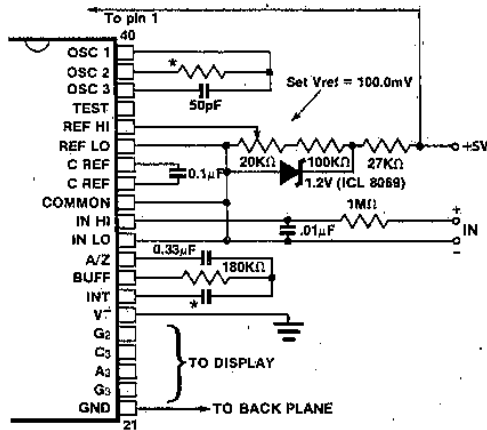 To pin 1
40
OSC 1
OSC 2
*
OSC 3
50pF
Set Vref = 100.0mV
TEST
REF HI
REF LO
20KΩ
100KΩ
27KΩ
+5V
C REF
0.1μF
1.2V (ICL 8069)
C REF
COMMON
1MΩ
+
IN HI
.01μF
IN
IN LO
−
A/Z
0.33μF
BUFF
180KΩ
INT
*
V−
G2
C3
A3
G3
TO DISPLAY
GND
TO BACK PLANE
21